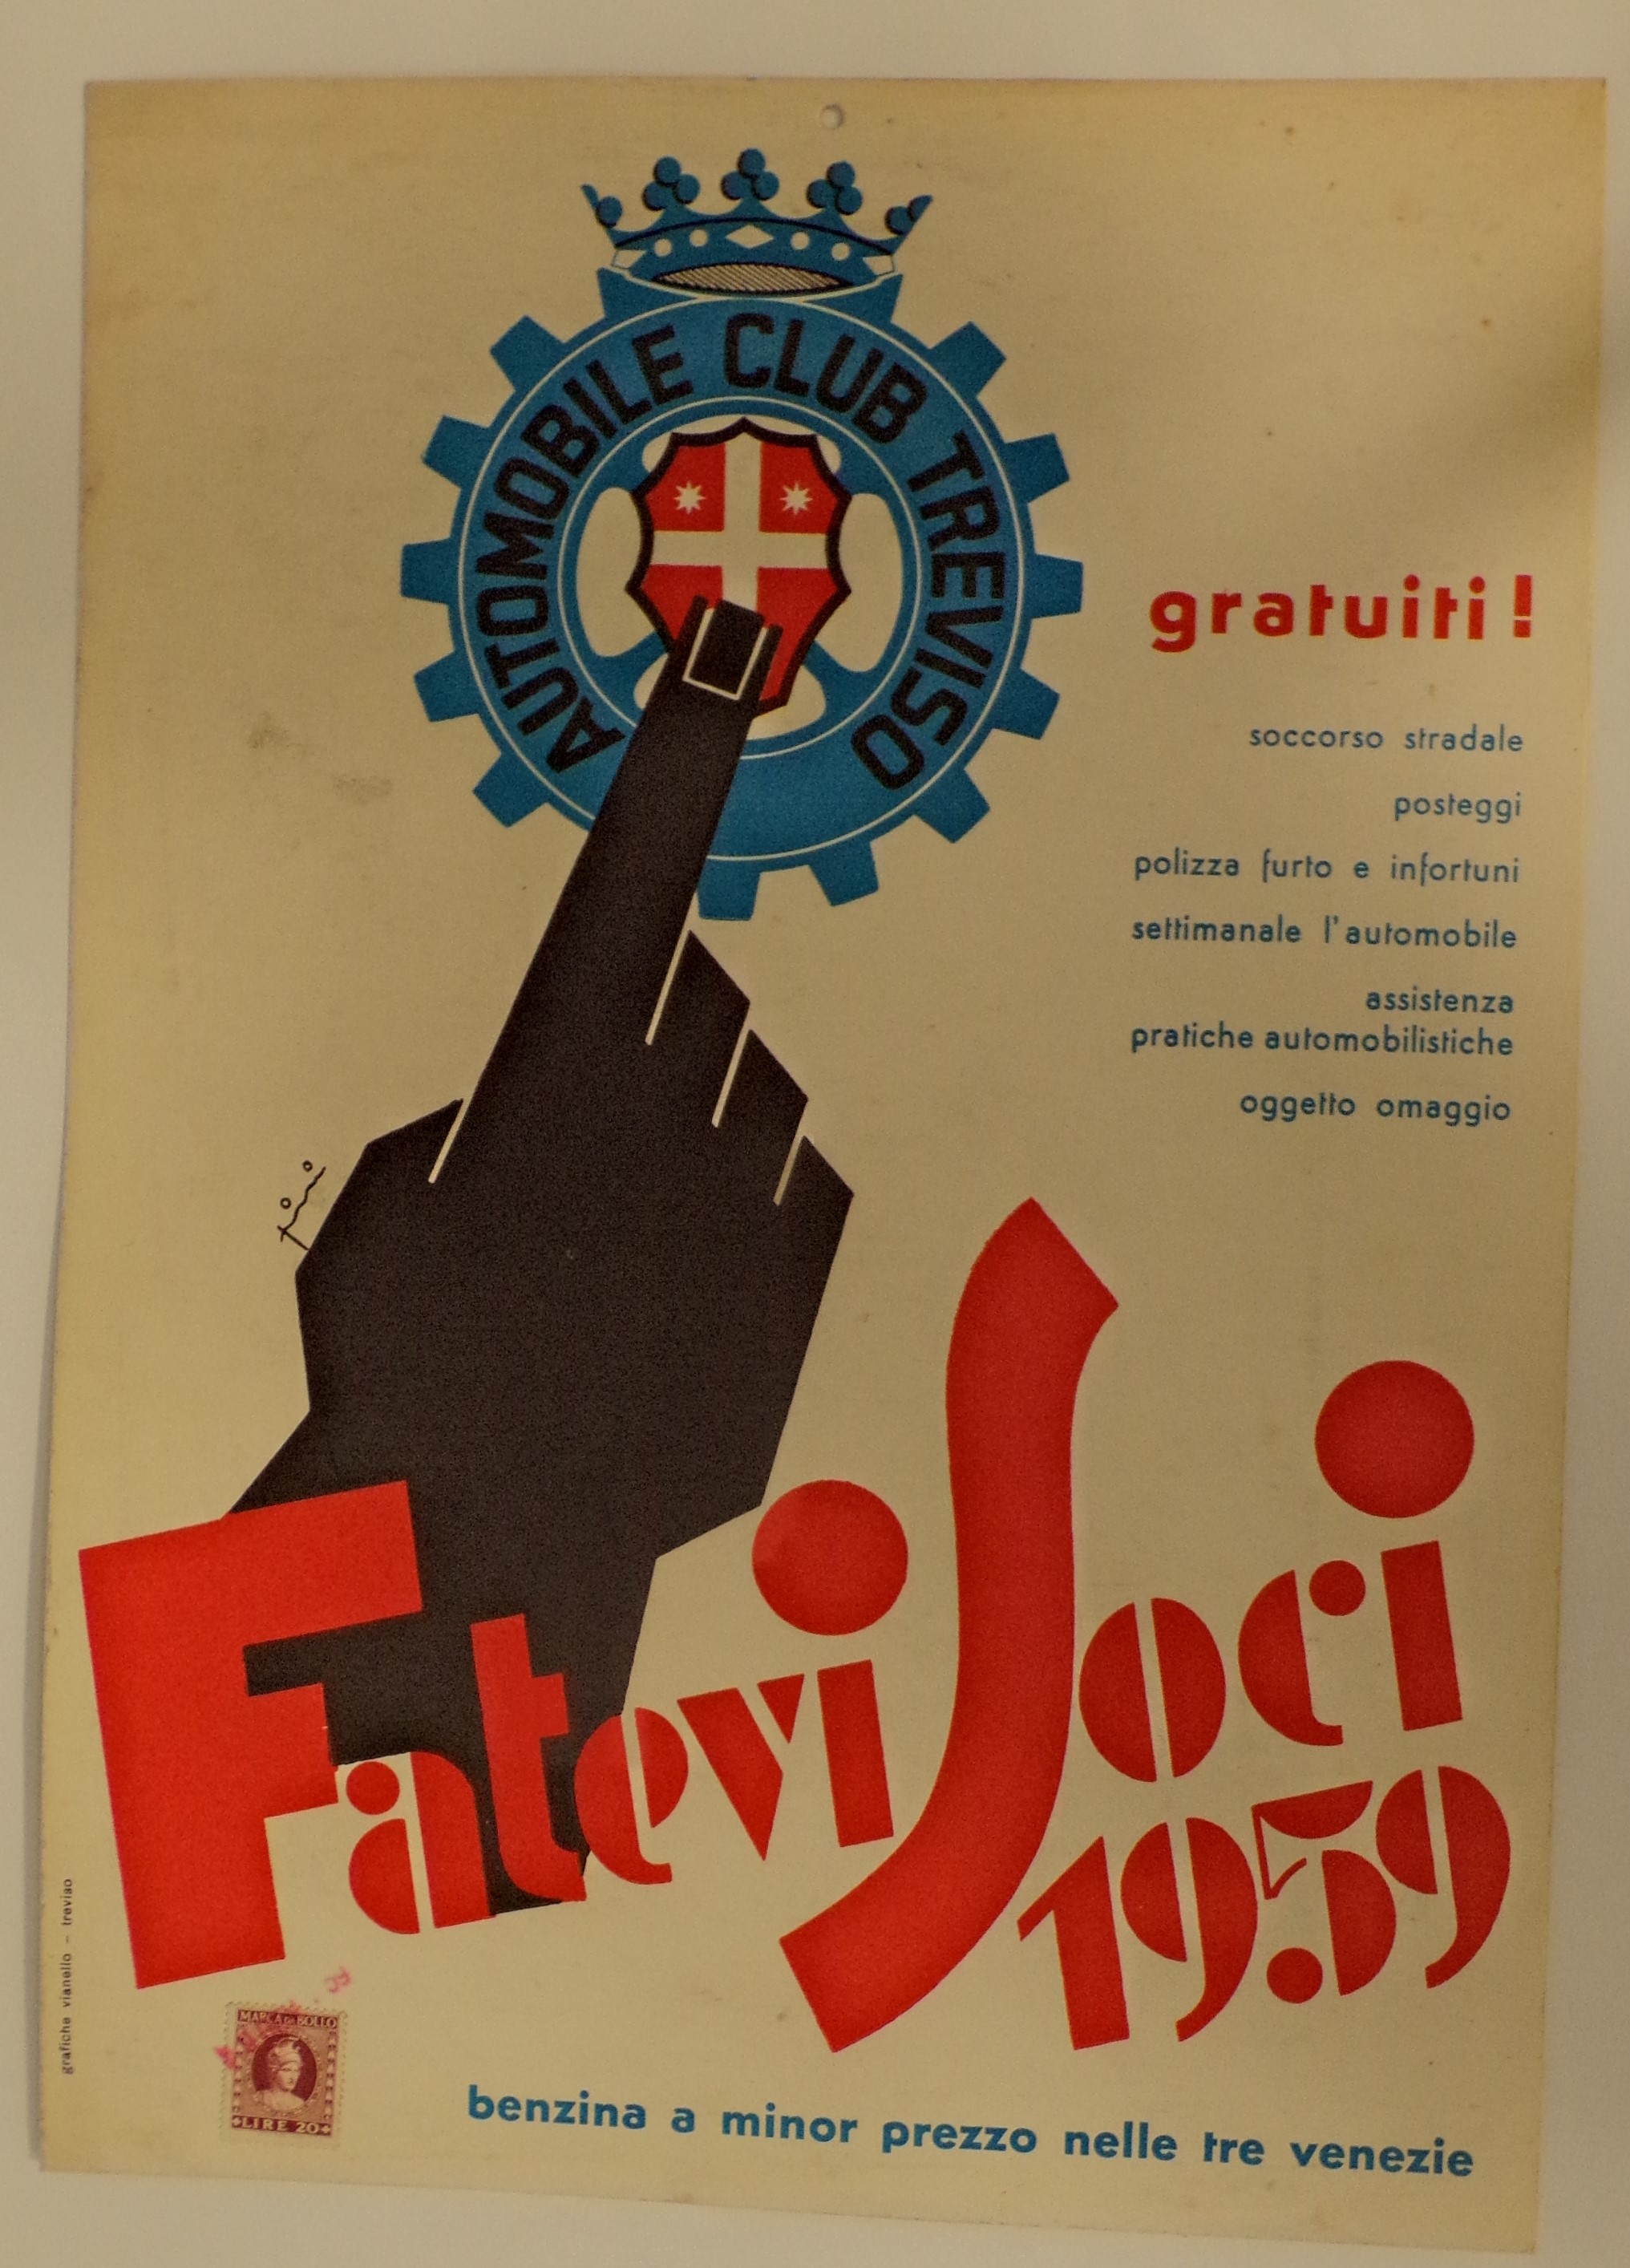 AUTOMOBILE CLUB TREVISO
gratuiti!
soccorso stradale
posteggi
polizza furto e infortuni
settimanale l'automobile
assistenza
pratiche automobilistiche
oggetto omaggio
pino
Fatevi Soci
1959
grafiche vianello – treviso
MARCA DA BOLLO
LIRE 20
benzina a minor prezzo nelle tre venezie